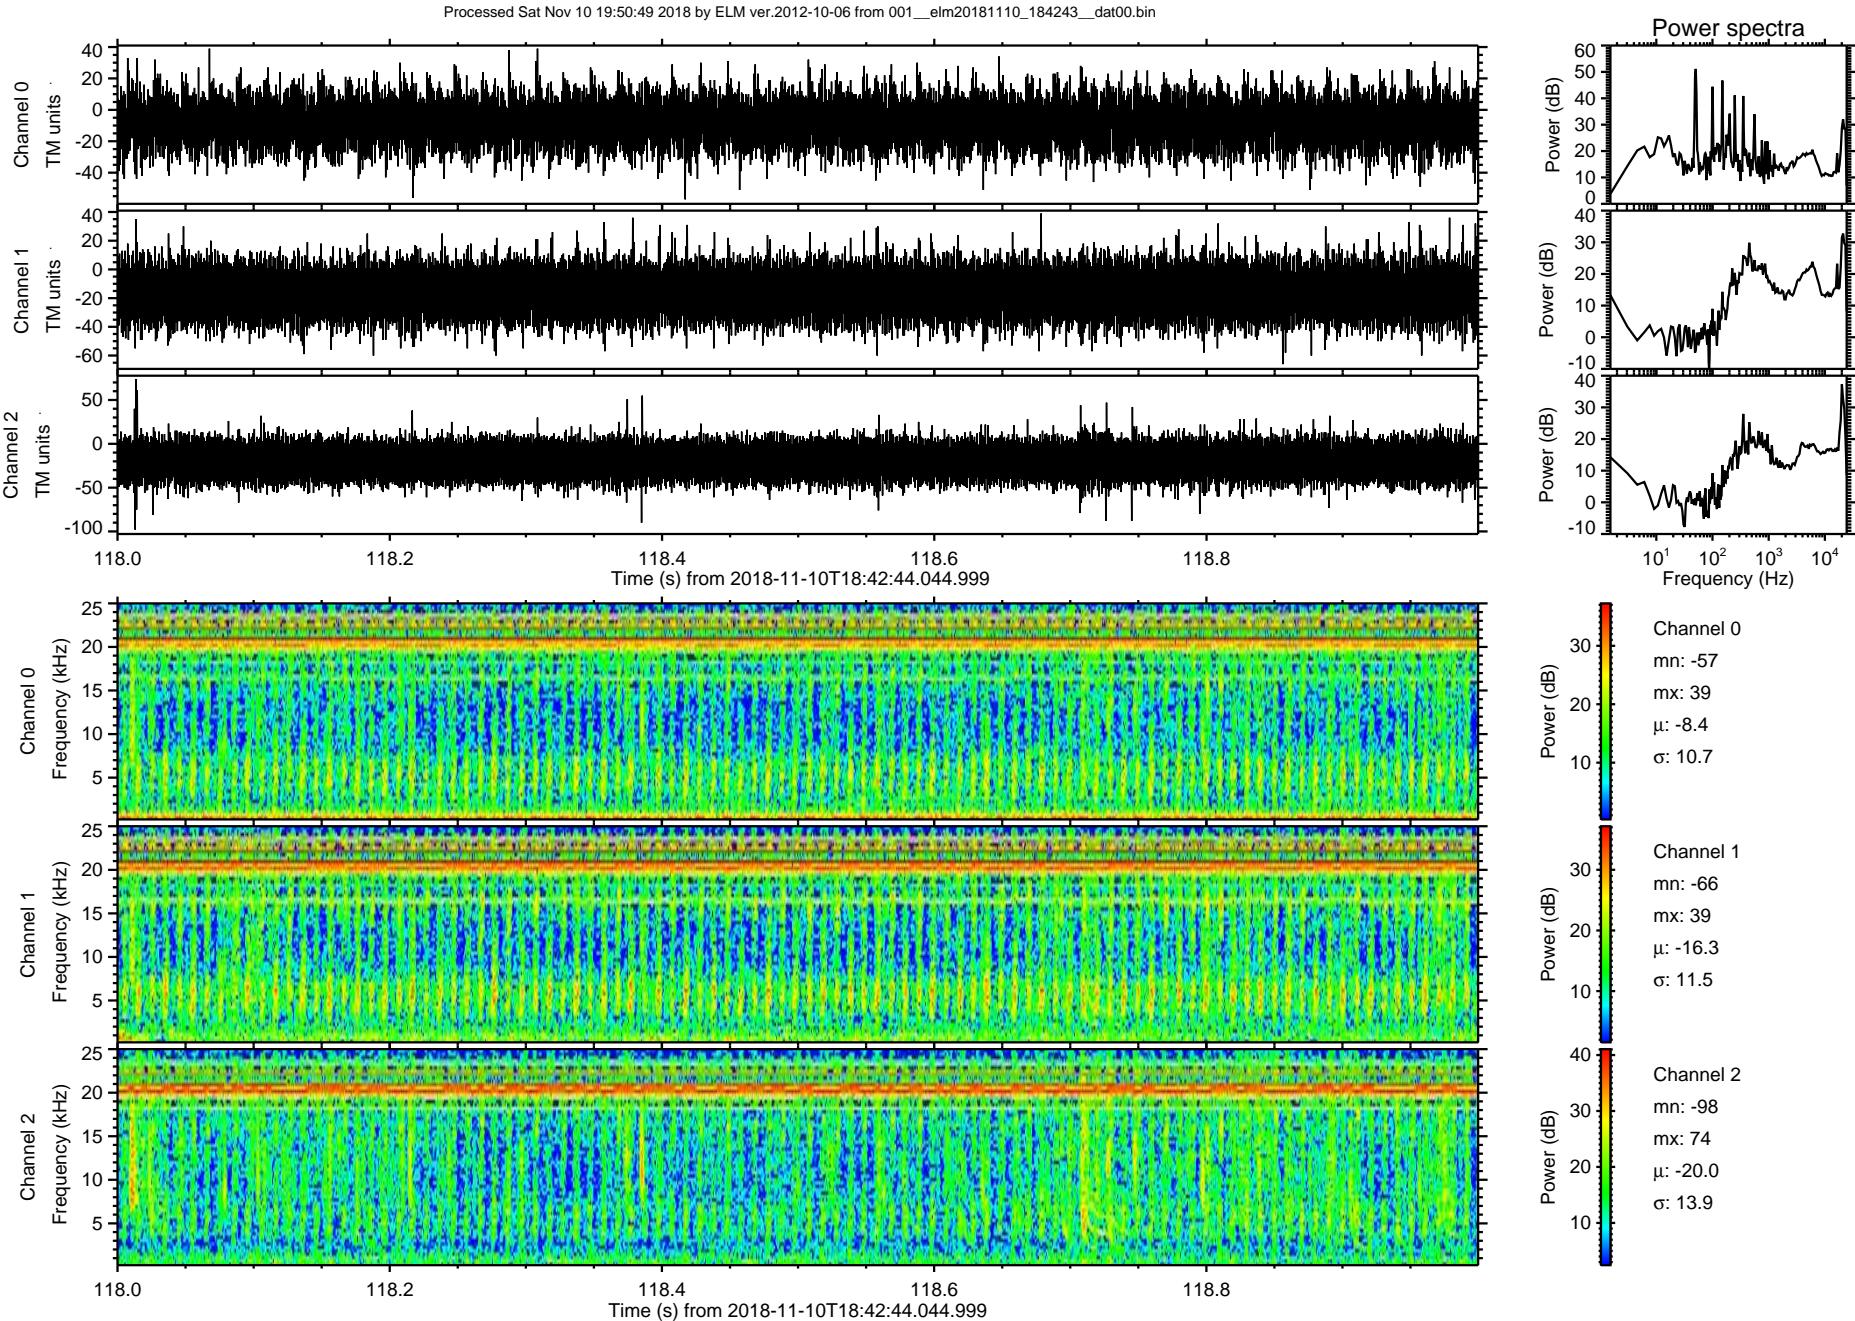 Processed Sat Nov 10 19:50:49 2018 by ELM ver.2012-10-06 from 001__elm20181110_184243__dat00.bin
Power spectra
Channel 0
TM units
40
20
0
-20
-40
Power (dB)
60
50
40
30
20
10
0
Channel 1
TM units
40
20
0
-20
-40
-60
Power (dB)
40
30
20
10
0
-10
Channel 2
TM units
50
0
-50
-100
Power (dB)
40
30
20
10
0
-10
118.0 118.2 118.4 118.6 118.8
Time (s) from 2018-11-10T18:42:44.044.999
10¹ 10² 10³ 10⁴
Frequency (Hz)
Channel 0
Frequency (kHz)
25
20
15
10
5
Power (dB)
30
20
10
Channel 0
mn: -57
mx: 39
μ: -8.4
σ: 10.7
Channel 1
Frequency (kHz)
25
20
15
10
5
Power (dB)
30
20
10
Channel 1
mn: -66
mx: 39
μ: -16.3
σ: 11.5
Channel 2
Frequency (kHz)
25
20
15
10
5
Power (dB)
40
30
20
10
Channel 2
mn: -98
mx: 74
μ: -20.0
σ: 13.9
118.0 118.2 118.4 118.6 118.8
Time (s) from 2018-11-10T18:42:44.044.999